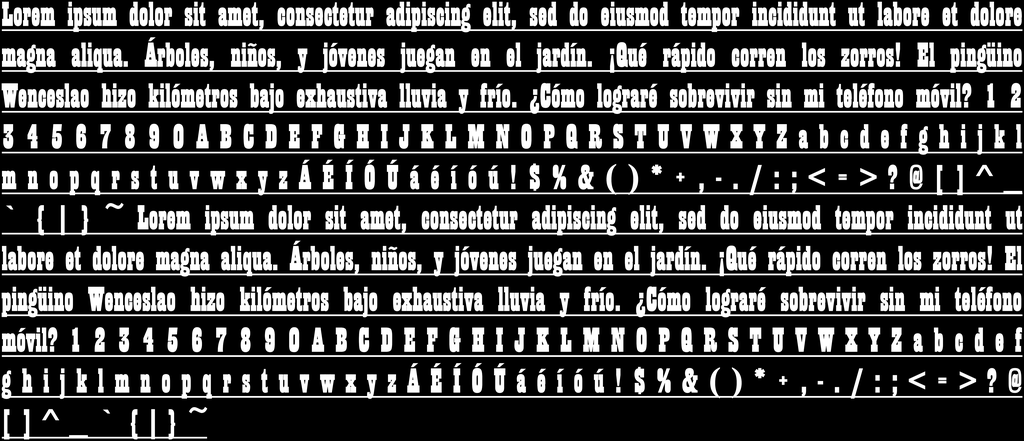 Lorem ipsum dolor sit amet, consectetur adipiscing elit, sed do eiusmod tempor incididunt ut labore et dolore
magna aliqua. Árboles, niños, y jóvenes juegan en el jardín. ¡Qué rápido corren los zorros! El pingüino
Wenceslao hizo kilómetros bajo exhaustiva lluvia y frío. ¿Cómo lograré sobrevivir sin mi teléfono móvil? 1 2
3 4 5 6 7 8 9 0 A B C D E F G H I J K L M N O P Q R S T U V W X Y Z a b c d e f g h i j k l
m n o p q r s t u v w x y z Á É Í Ó Ú á é í ó ú ! $ % & ( ) * + , - . / : ; < = > ? @ [ ] ^ _
` { | } ~ Lorem ipsum dolor sit amet, consectetur adipiscing elit, sed do eiusmod tempor incididunt ut
labore et dolore magna aliqua. Árboles, niños, y jóvenes juegan en el jardín. ¡Qué rápido corren los zorros! El
pingüino Wenceslao hizo kilómetros bajo exhaustiva lluvia y frío. ¿Cómo lograré sobrevivir sin mi teléfono
móvil? 1 2 3 4 5 6 7 8 9 0 A B C D E F G H I J K L M N O P Q R S T U V W X Y Z a b c d e f
g h i j k l m n o p q r s t u v w x y z Á É Í Ó Ú á é í ó ú ! $ % & ( ) * + , - . / : ; < = > ? @
[ ] ^ _ ` { | } ~